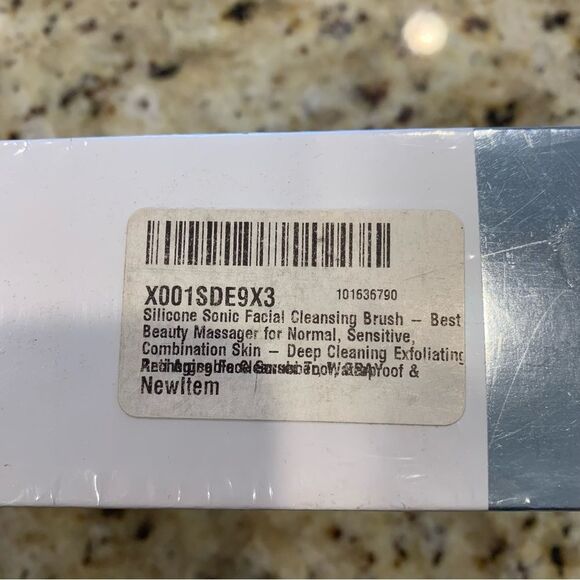 X001SDE9X3 101636790
Silicone Sonic Facial Cleansing Brush – Best
Beauty Massager for Normal, Sensitive,
Combination Skin – Deep Cleaning Exfoliating
&
NewItem